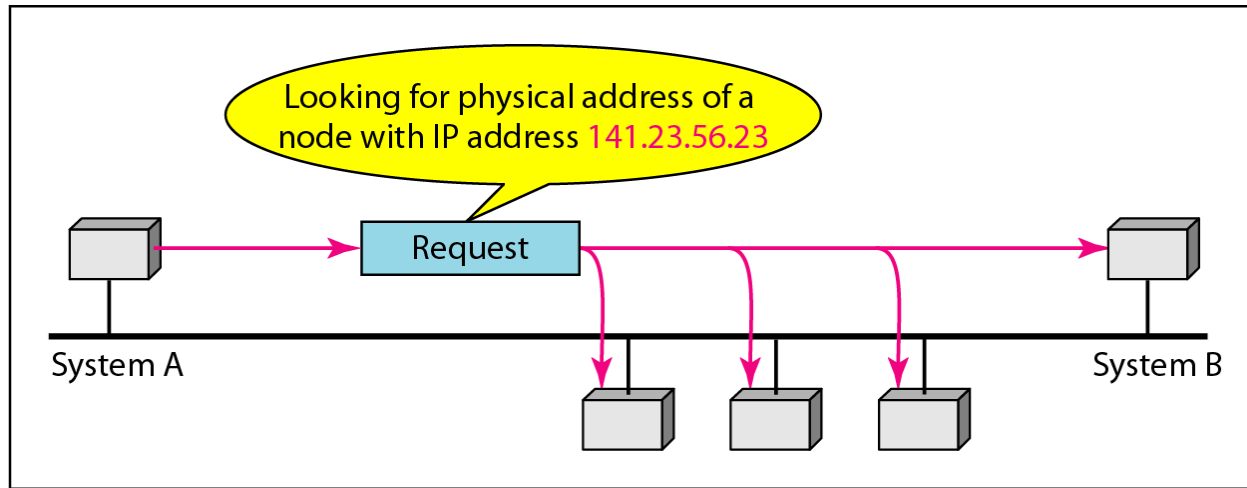 Looking for physical address of a
node with IP address 141.23.56.23
Request
System A
System B